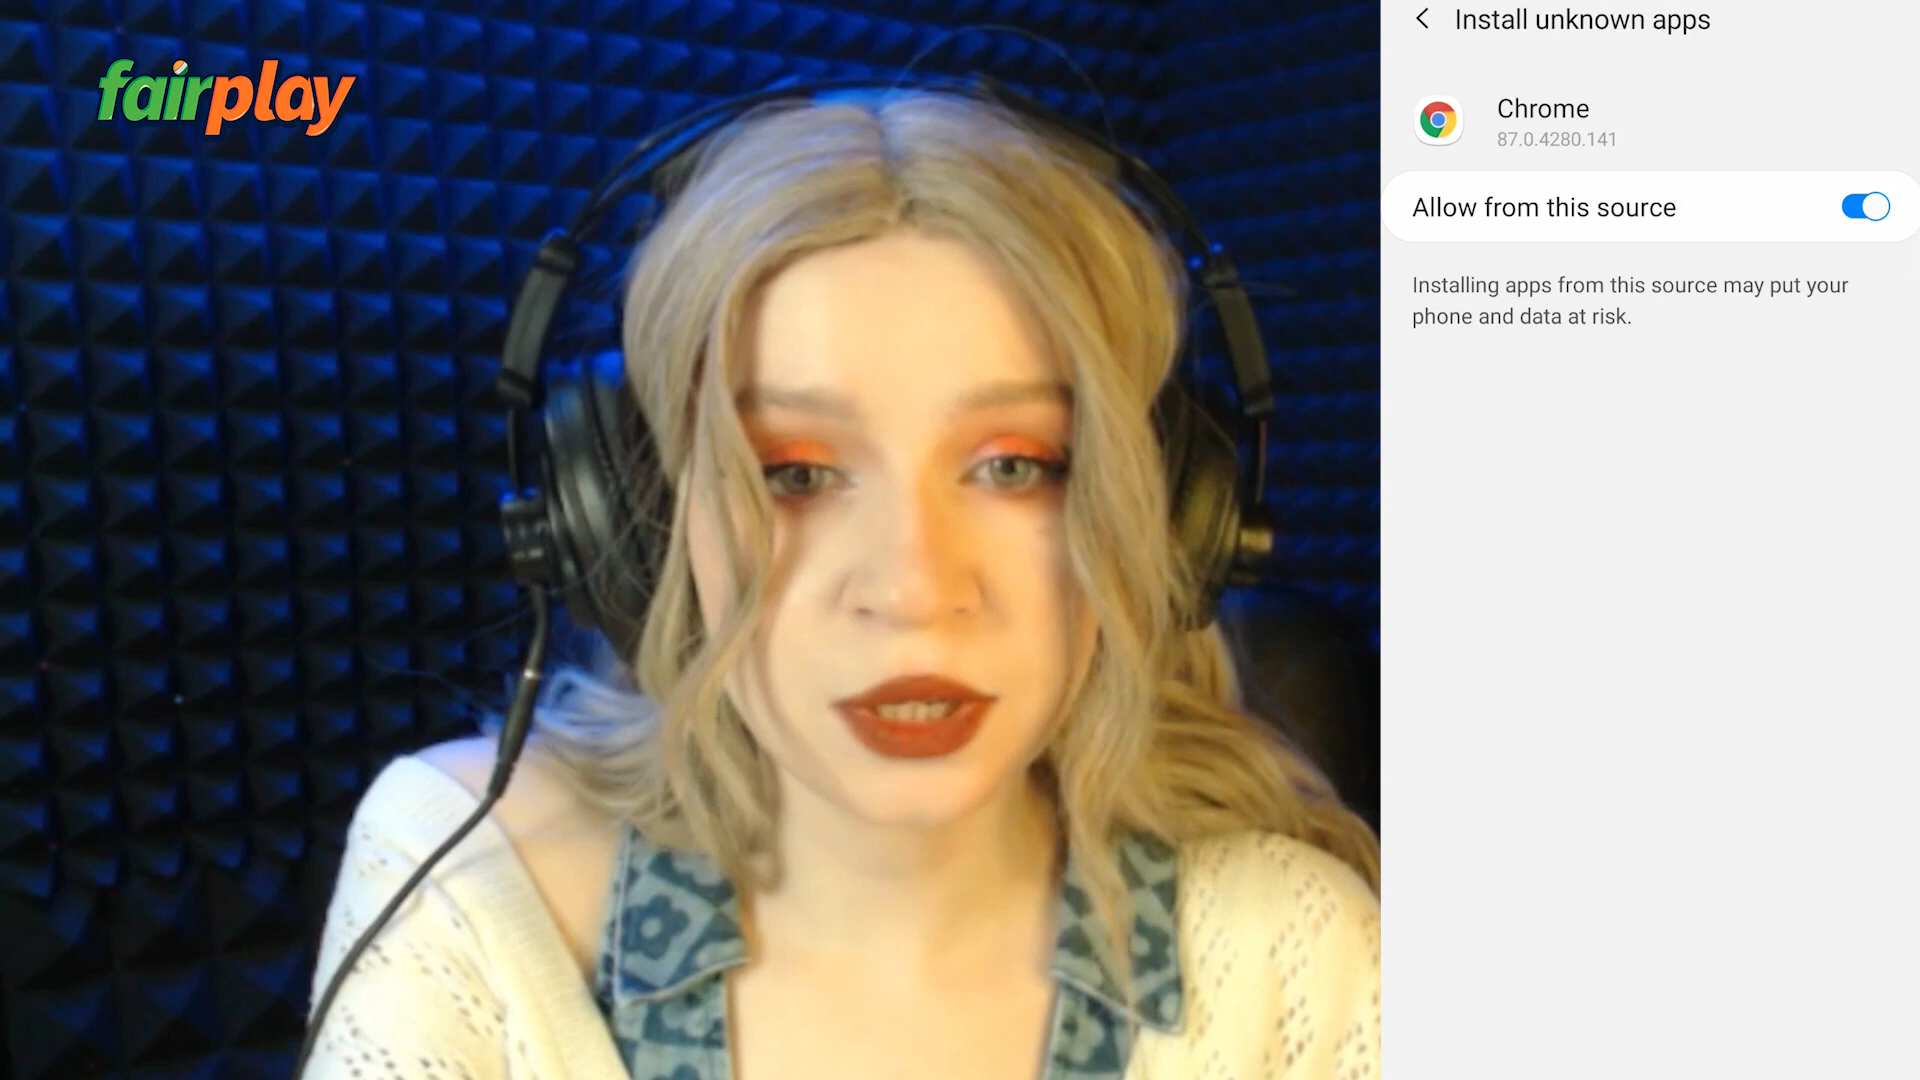 fairplay
Install unknown apps
Chrome
87.0.4280.141
Allow from this source
Installing apps from this source may put your
phone and data at risk.